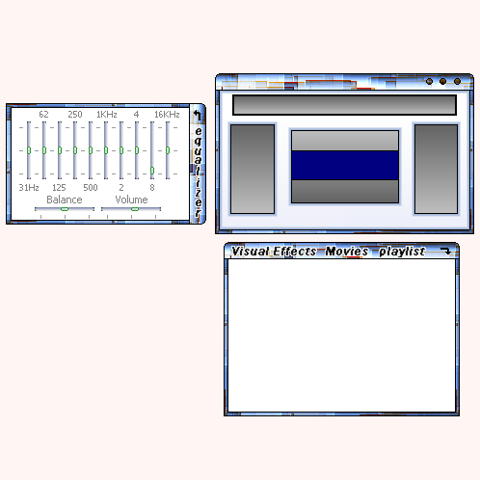 62 250 1KHz 4 16KHz
31Hz 125 500 2 8
Balance Volume
equalizer
Visual Effects Movies playlist